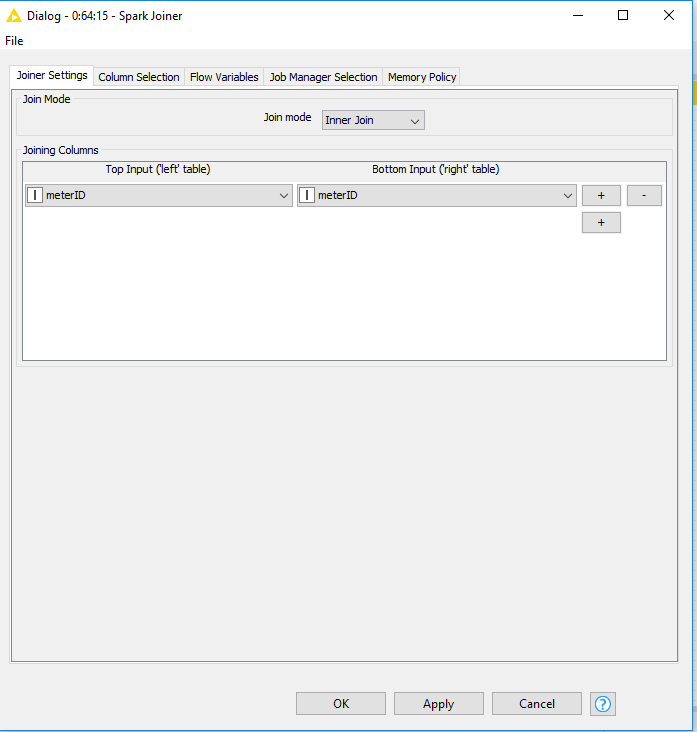 Dialog - 0:64:15 - Spark Joiner
File
Joiner Settings Column Selection Flow Variables Job Manager Selection Memory Policy
Join Mode
Join mode Inner Join
Joining Columns
Top Input ('left' table) Bottom Input ('right' table)
I meterID I meterID + -
+
OK Apply Cancel ?